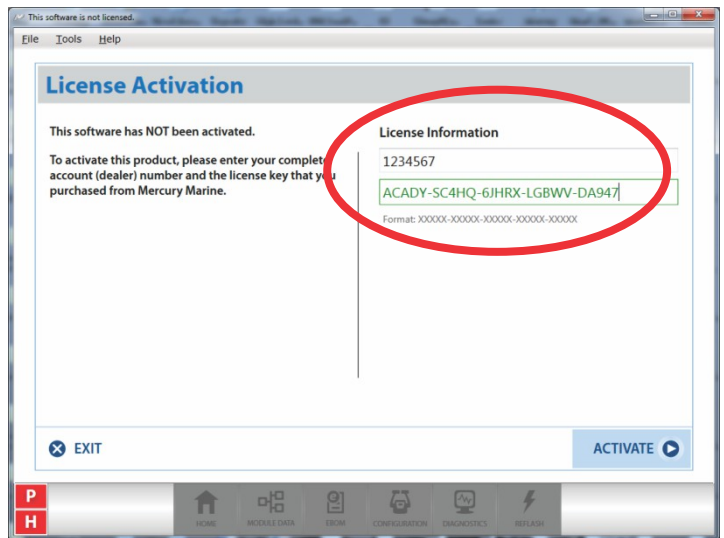 This software is not licensed.
File Tools Help
License Activation
This software has NOT been activated.
To activate this product, please enter your complete
account (dealer) number and the license key that you
purchased from Mercury Marine.
License Information
1234567
ACADY-SC4HQ-6JHRX-LGBWV-DA947
Format: XXXXX-XXXXX-XXXXX-XXXXX-XXXXX
EXIT
ACTIVATE
P
H
HOME MODULE DATA EBOM CONFIGURATION DIAGNOSTICS REFLASH